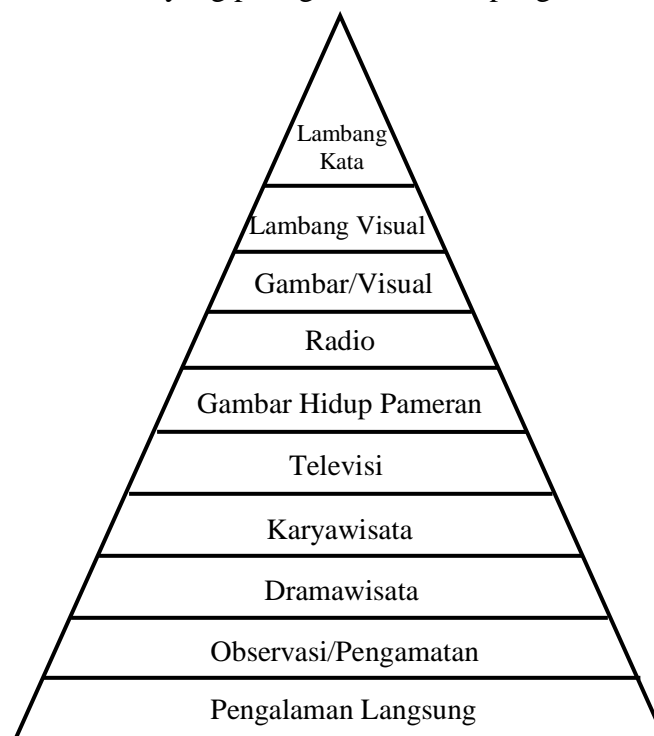 Lambang
Kata
Lambang Visual
Gambar/Visual
Radio
Gambar Hidup Pameran
Televisi
Karyawisata
Dramawisata
Observasi/Pengamatan
Pengalaman Langsung